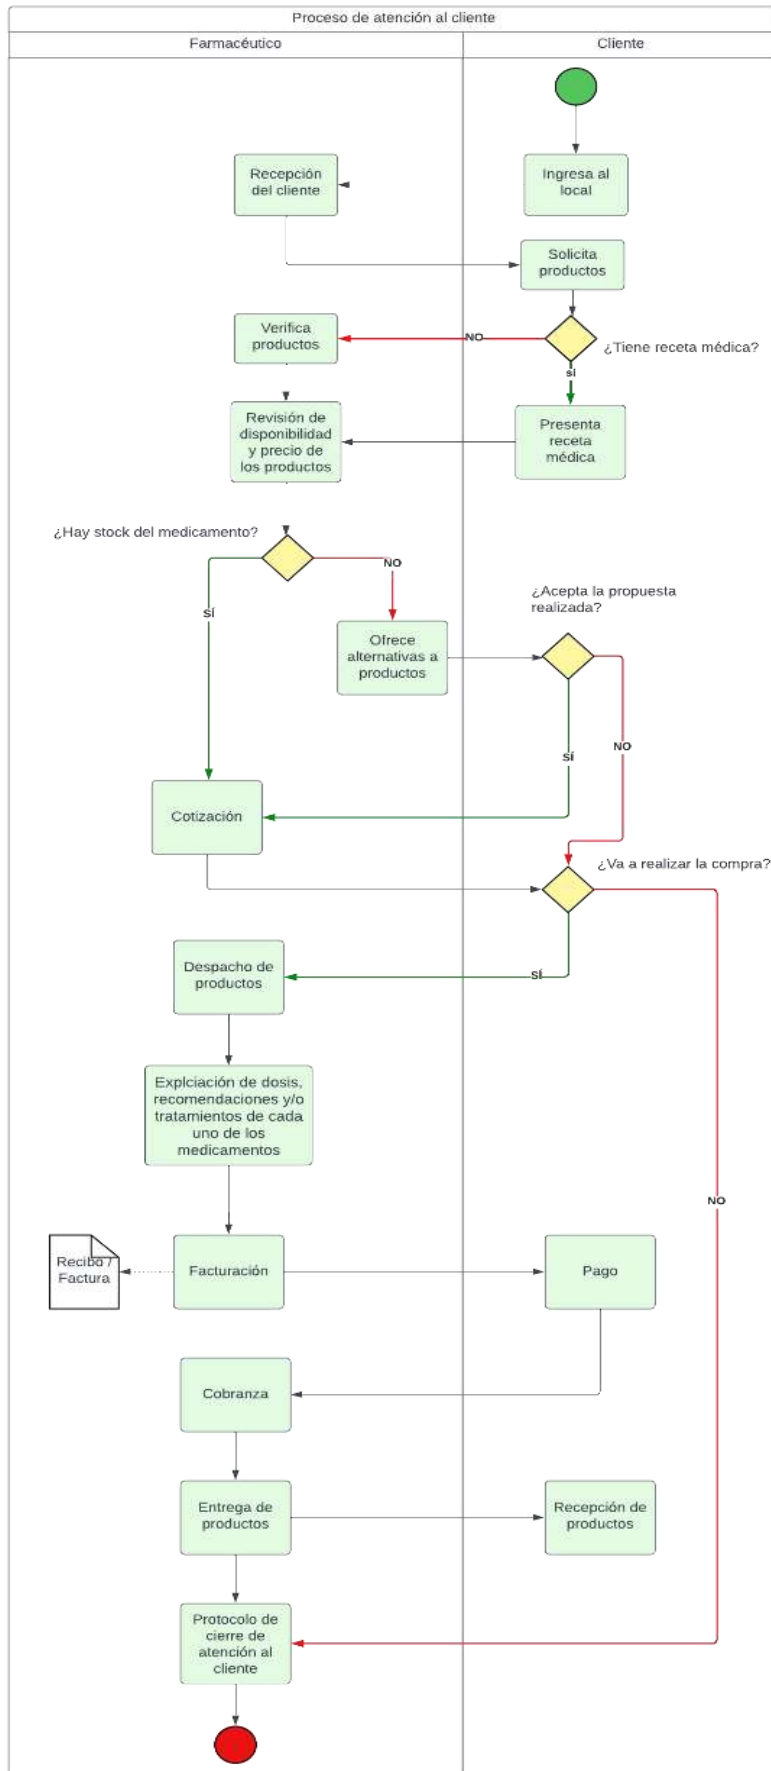 Proceso de atención al cliente
Farmacéutico
Cliente
Recepción
del cliente
Ingresa al
local
Solicita
productos
Verifica
productos
NO
¿Tiene receta médica?
sí
Revisión de
disponibilidad
y precio de
los productos
Presenta
receta
médica
¿Hay stock del medicamento?
NO
SÍ
¿Acepta la propuesta
realizada?
Ofrece
alternativas a
productos
NO
SÍ
Cotización
¿Va a realizar la compra?
Despacho de
productos
SÍ
Explciación de dosis,
recomendaciones y/o
tratamientos de cada
uno de los
medicamentos
NO
Recibo /
Factura
Facturación
Pago
Cobranza
Entrega de
productos
Recepción de
productos
Protocolo de
cierre de
atención al
cliente